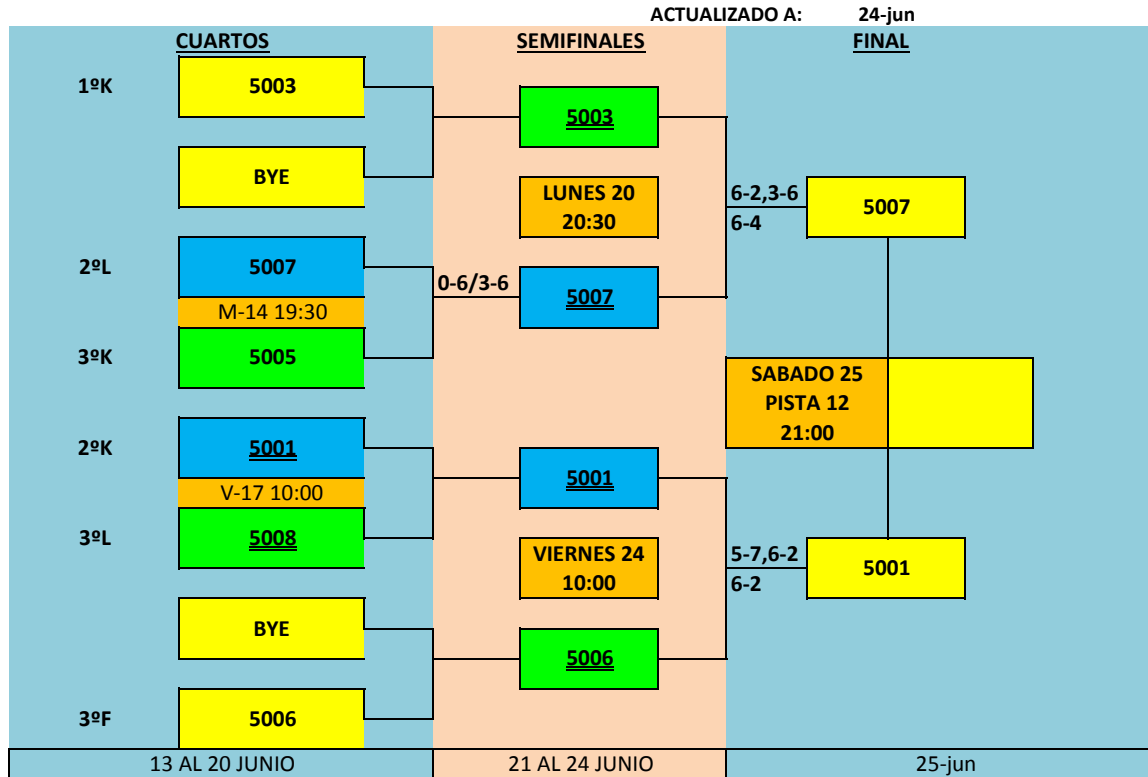 ACTUALIZADO A: 24-jun
CUARTOS SEMIFINALES FINAL
1ºK 5003
5003
BYE
LUNES 20
20:30
6-2,3-6
6-4
5007
2ºL 5007
0-6/3-6
5007
M-14 19:30
3ºK 5005
SABADO 25
PISTA 12
21:00
2ºK 5001
5001
V-17 10:00
3ºL 5008
VIERNES 24
10:00
5-7,6-2
6-2
5001
BYE
5006
3ºF 5006
13 AL 20 JUNIO 21 AL 24 JUNIO 25-jun